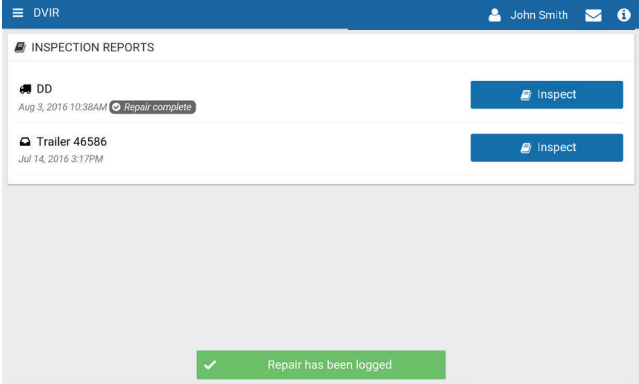 DVIR
John Smith
INSPECTION REPORTS
DD
Inspect
Aug 3, 2016 10:38AM Repair complete
Trailer 46586
Inspect
Jul 14, 2016 3:17PM
Repair has been logged